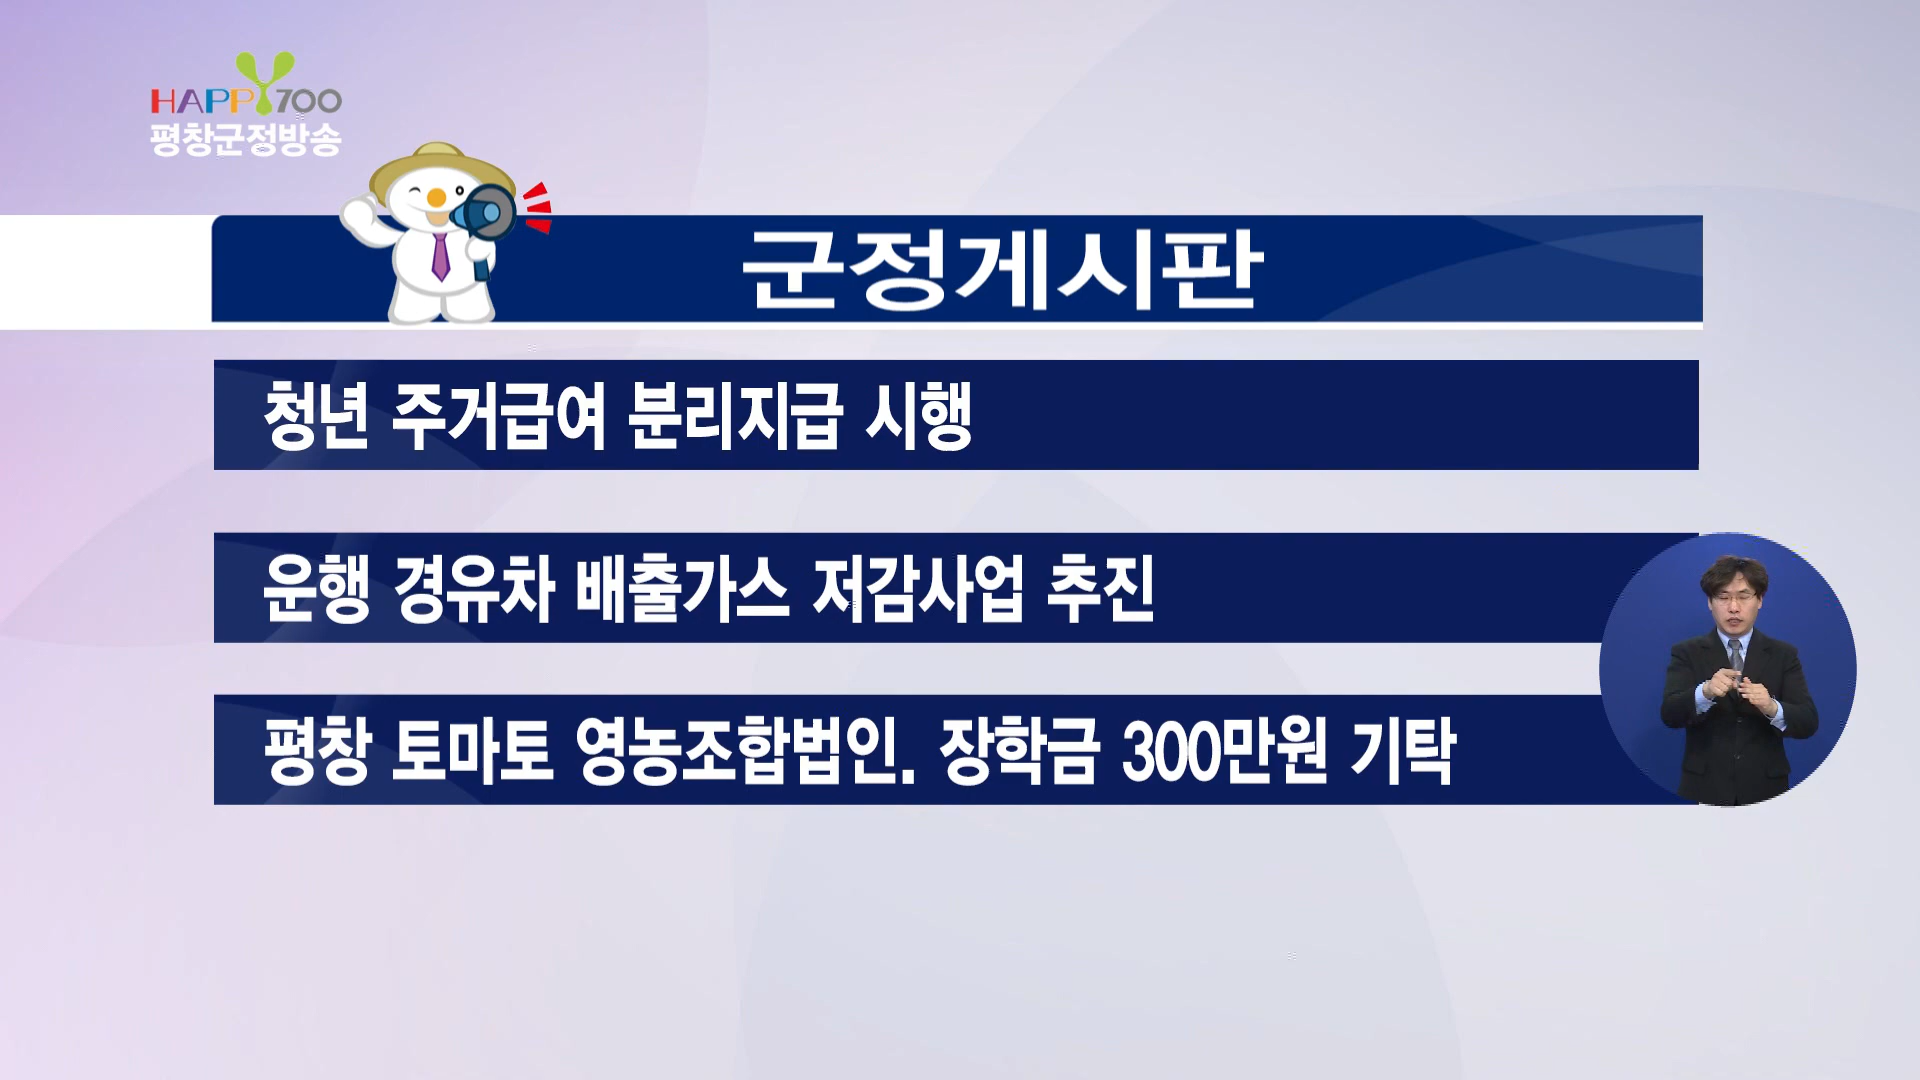 HAPPY700
평창군정방송
군정게시판
청년 주거급여 분리지급 시행
운행 경유차 배출가스 저감사업 추진
평창 토마토 영농조합법인. 장학금 300만원 기탁